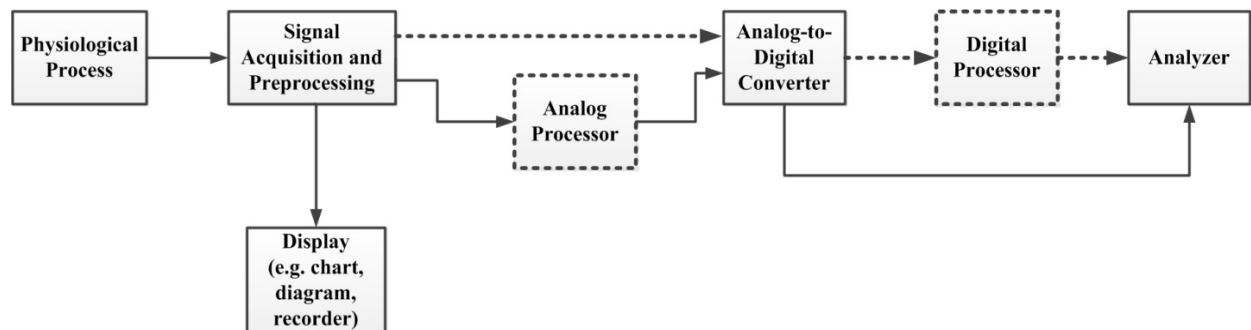 Physiological
Process
Signal
Acquisition and
Preprocessing
Analog
Processor
Analog-to-
Digital
Converter
Digital
Processor
Analyzer
Display
(e.g. chart,
diagram,
recorder)